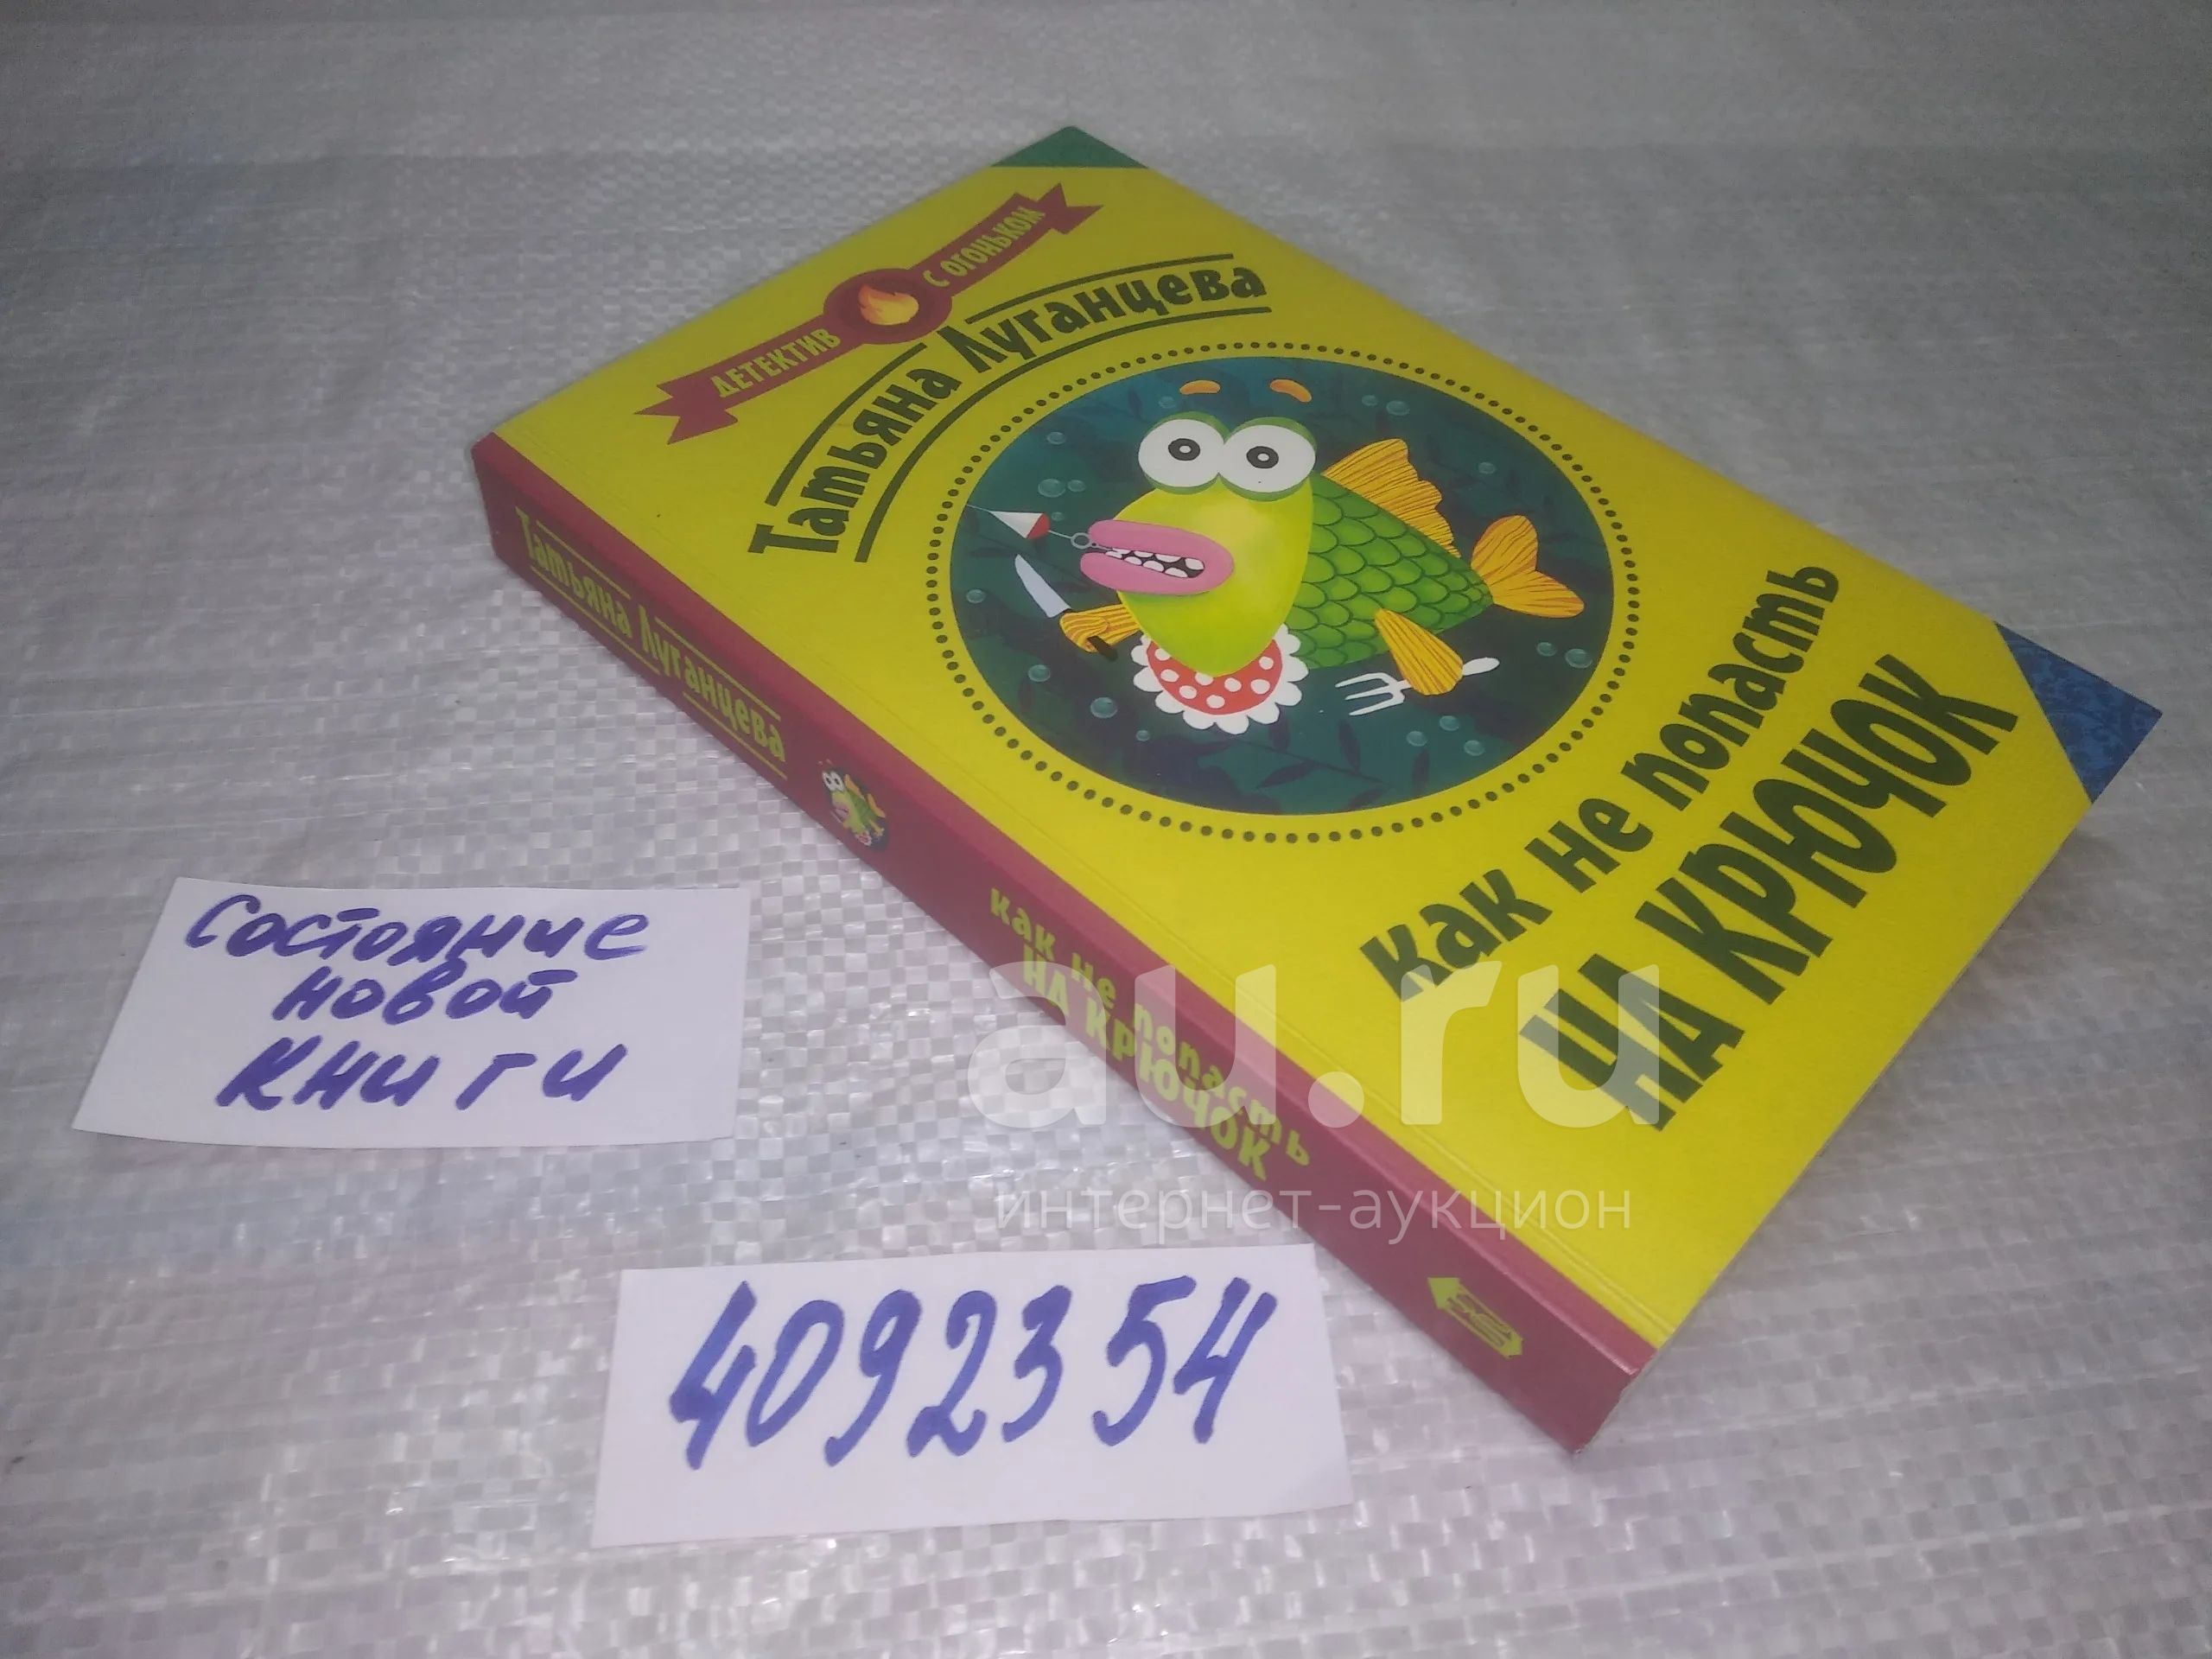 ДЕТЕКТИВ С ОГОНЬКОМ
Татьяна Луганцева
Как не попасть
НА КРЮЧОК
Татьяна Луганцева
как не попасть
НА КРЮЧОК
Состояние
новой
книги
au.ru
интернет-аукцион
4092354